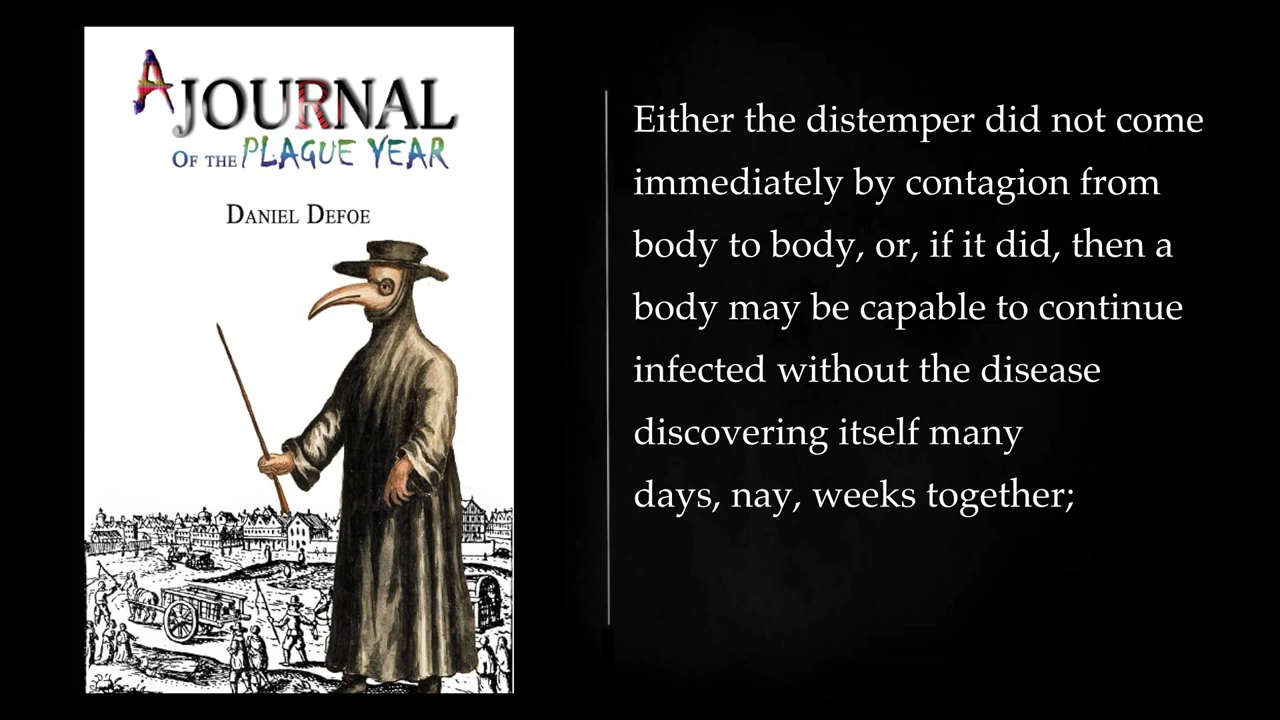 A JOURNAL
OF THE PLAGUE YEAR
DANIEL DEFOE
Either the distemper did not come
immediately by contagion from
body to body, or, if it did, then a
body may be capable to continue
infected without the disease
discovering itself many
days, nay, weeks together;